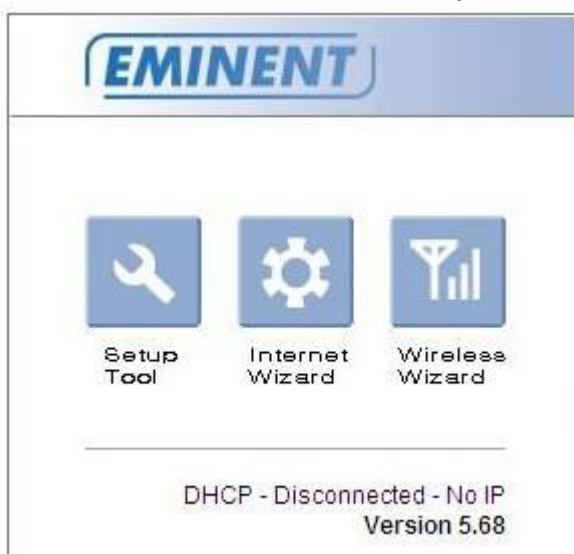 EMINENT
Setup Tool
Internet Wizard
Wireless Wizard
DHCP - Disconnected - No IP
Version 5.68